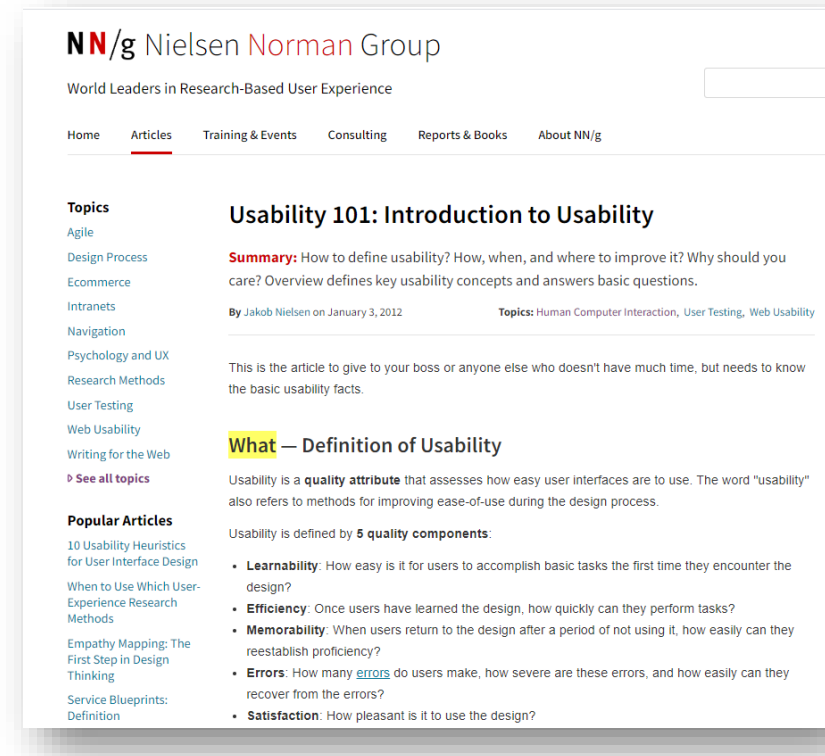 NN/g Nielsen Norman Group
World Leaders in Research-Based User Experience
Home Articles Training & Events Consulting Reports & Books About NN/g
Topics
Agile
Design Process
Ecommerce
Intranets
Navigation
Psychology and UX
Research Methods
User Testing
Web Usability
Writing for the Web
See all topics
Popular Articles
10 Usability Heuristics
for User Interface Design
When to Use Which User-
Experience Research
Methods
Empathy Mapping: The
First Step in Design
Thinking
Service Blueprints:
Definition
Usability 101: Introduction to Usability
Summary: How to define usability? How, when, and where to improve it? Why should you
care? Overview defines key usability concepts and answers basic questions.
By Jakob Nielsen on January 3, 2012 Topics: Human Computer Interaction, User Testing, Web Usability
This is the article to give to your boss or anyone else who doesn't have much time, but needs to know
the basic usability facts.
What — Definition of Usability
Usability is a quality attribute that assesses how easy user interfaces are to use. The word "usability"
also refers to methods for improving ease-of-use during the design process.
Usability is defined by 5 quality components:
• Learnability: How easy is it for users to accomplish basic tasks the first time they encounter the
design?
• Efficiency: Once users have learned the design, how quickly can they perform tasks?
• Memorability: When users return to the design after a period of not using it, how easily can they
reestablish proficiency?
• Errors: How many errors do users make, how severe are these errors, and how easily can they
recover from the errors?
• Satisfaction: How pleasant is it to use the design?